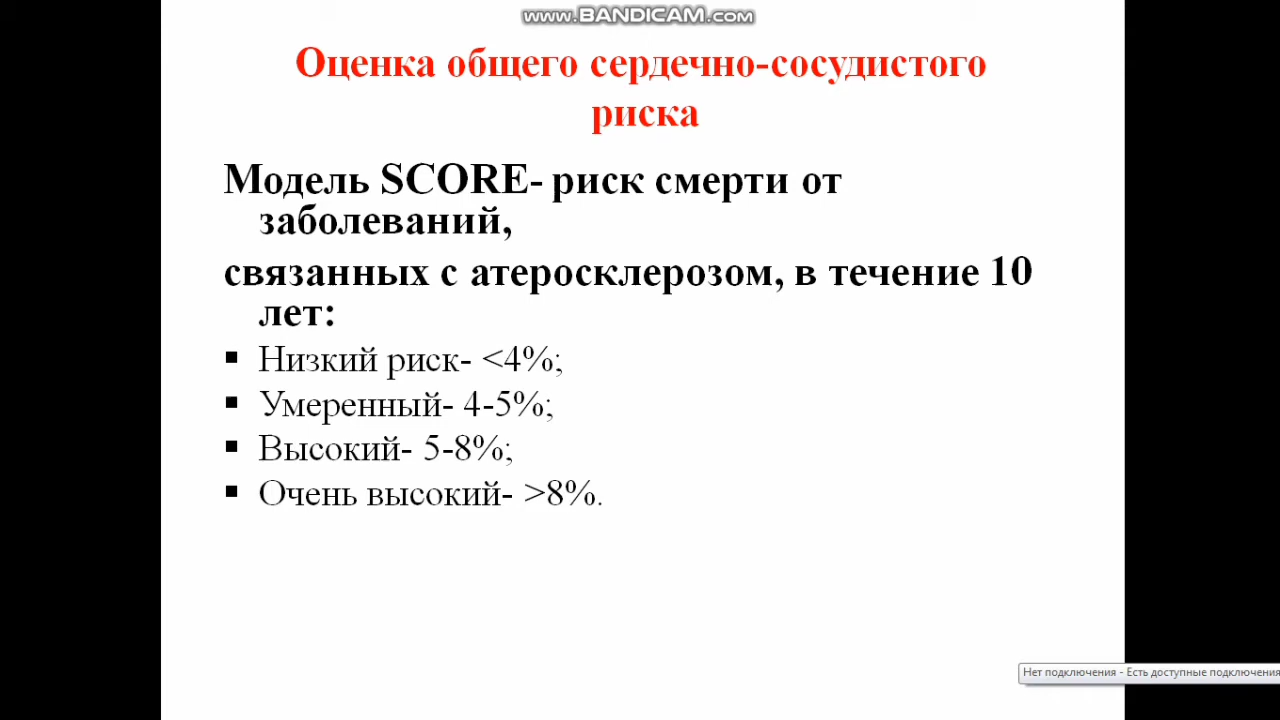 www.BANDICAM.com
Оценка общего сердечно-сосудистого
риска
Модель SCORE- риск смерти от
заболеваний,
связанных с атеросклерозом, в течение 10
лет:
▪ Низкий риск- <4%;
▪ Умеренный- 4-5%;
▪ Высокий- 5-8%;
▪ Очень высокий- >8%.
Нет подключения - Есть доступные подключения